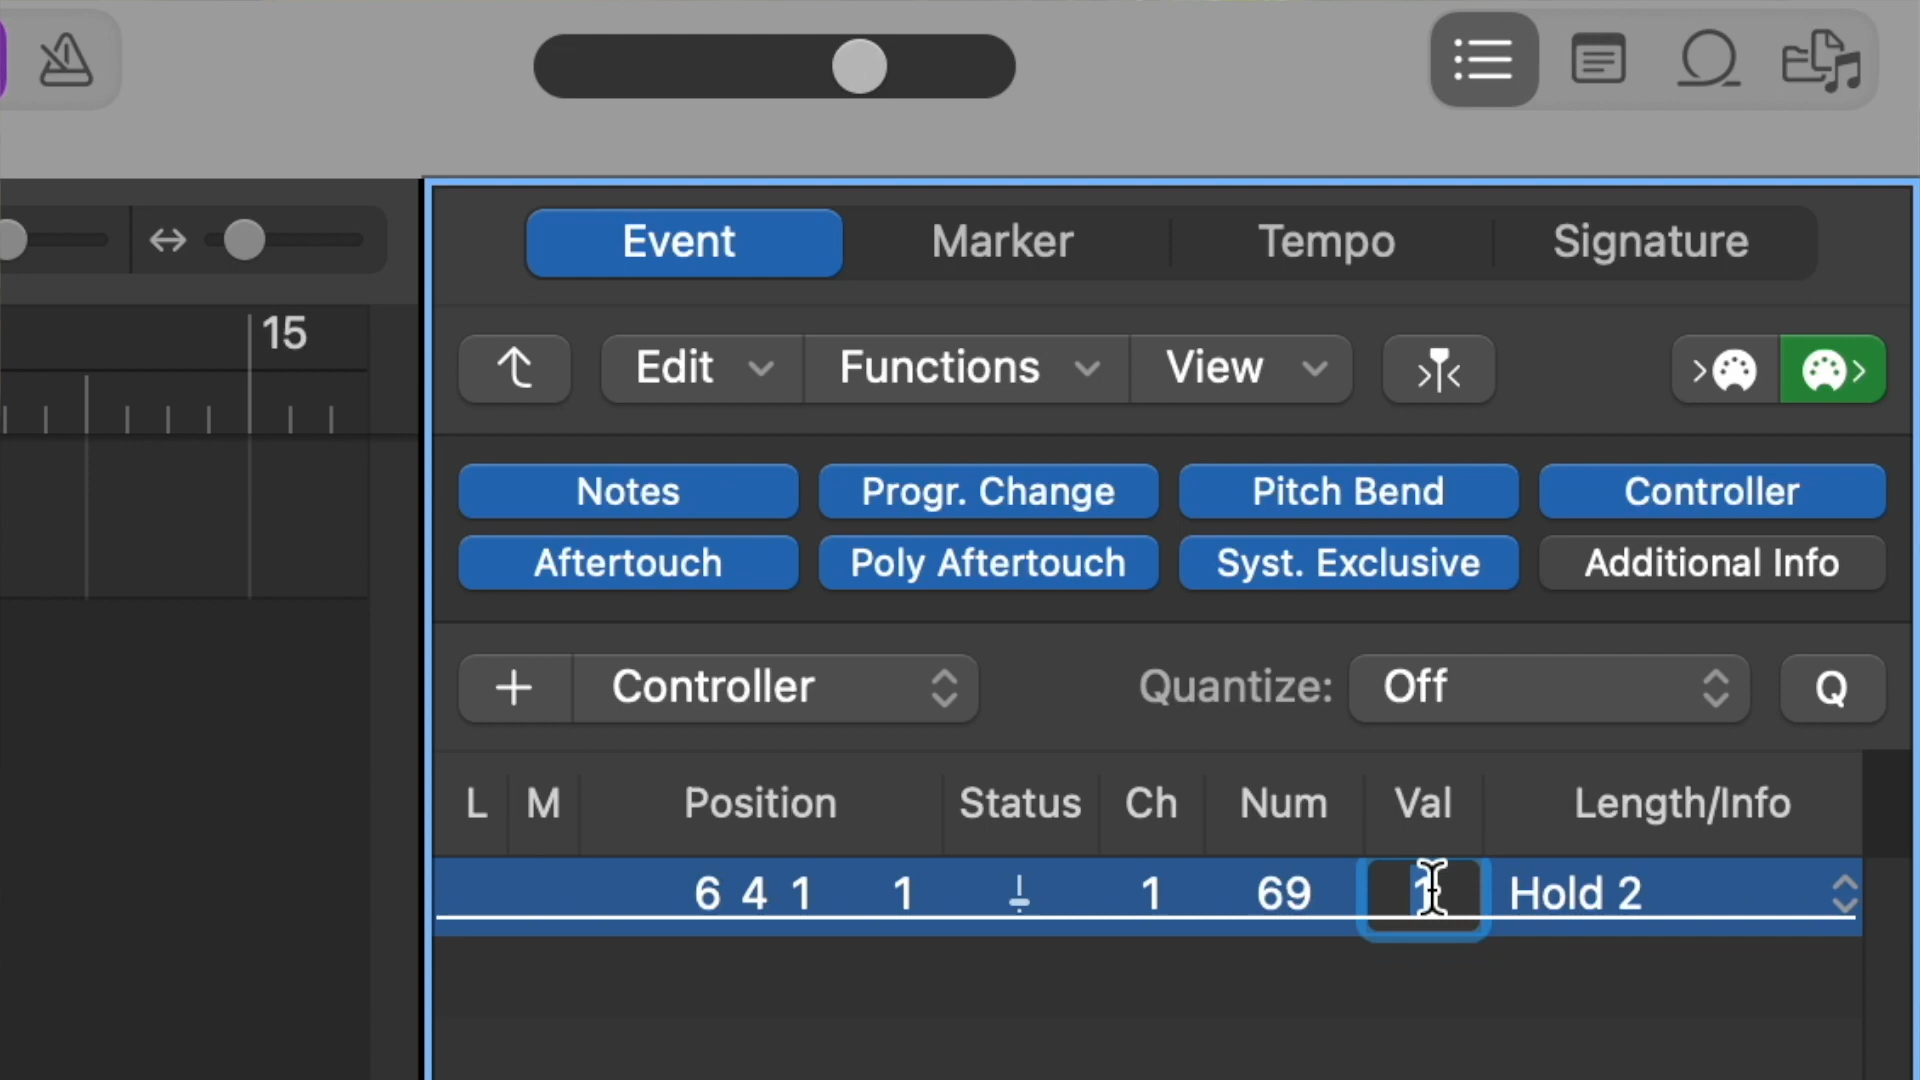 Event Marker Tempo Signature
15
Edit Functions View
Notes Progr. Change Pitch Bend Controller
Aftertouch Poly Aftertouch Syst. Exclusive Additional Info
+ Controller Quantize: Off Q
L M Position Status Ch Num Val Length/Info
6 4 1 1 1 69 1 Hold 2